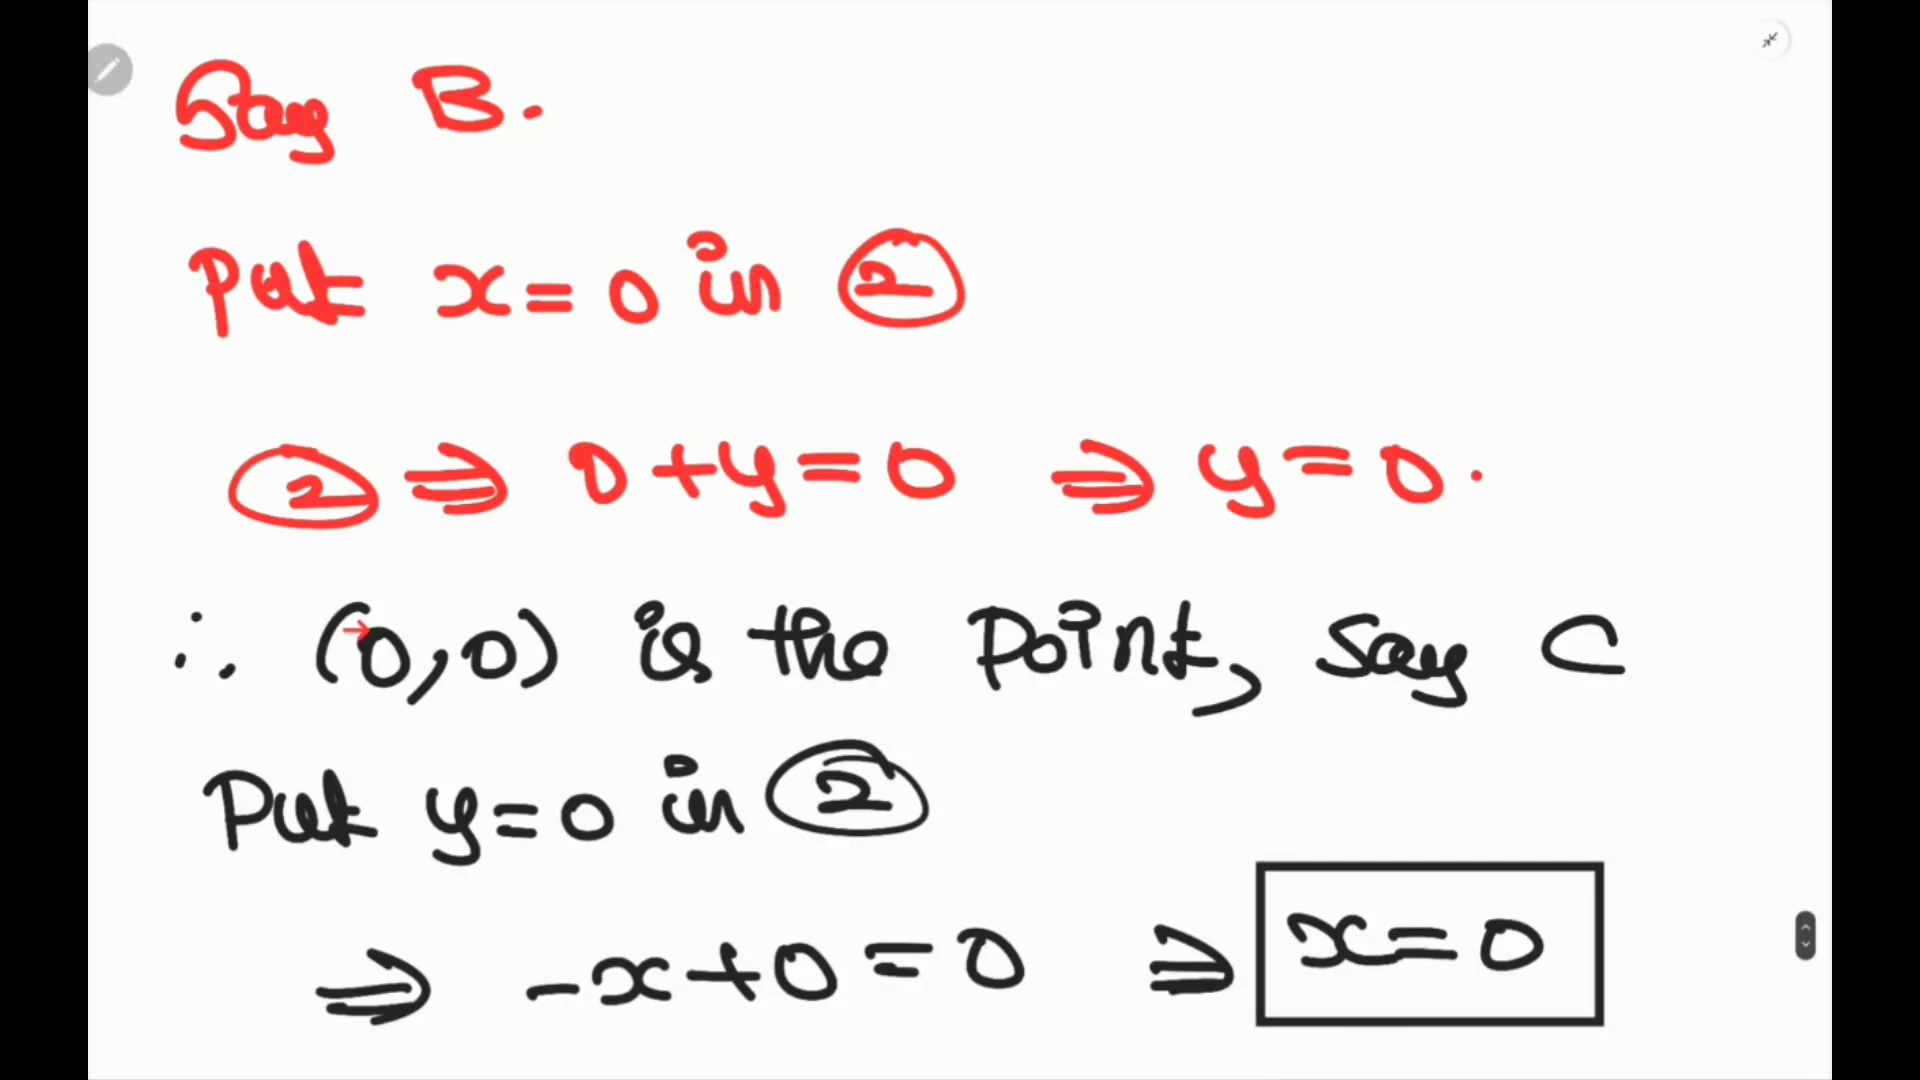 Say B.
Put x = 0 in ②
② ⇒ 0 + y = 0 ⇒ y = 0.
∴ (0,0) is the Point, Say C
Put y = 0 in ②
⇒ -x + 0 = 0 ⇒ x = 0